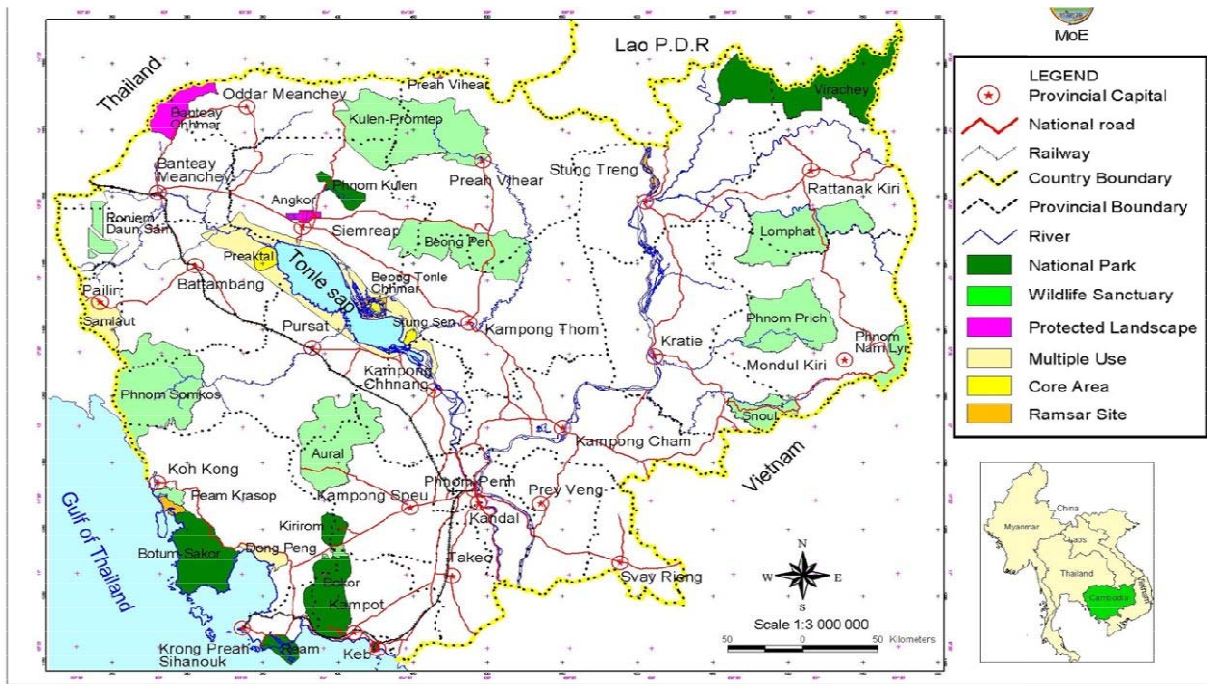 MoE
LEGEND
Provincial Capital
National road
Railway
Country Boundary
Provincial Boundary
River
National Park
Wildlife Sanctuary
Protected Landscape
Multiple Use
Core Area
Ramsar Site
Thailand
Lao P.D.R
Vietnam
Gulf of Thailand
Oddar Meanchey
Preah Vihear
Virachey
Banteay
Chhmar
Kulen-Promtep
Banteay
Meanchey
Phnom Kulen
Preah Vihear
Stung Treng
Rattanak Kiri
Angkor
Siemreap
Roniem
Daun Sam
Beong Per
Lomphat
Preaktal
Tonle sap
Beong Tonle
Chhmar
Battambang
Pailin
Samlaut
Pursat
Stung Sen
Kampong Thom
Phnom Prich
Phnom
Nam Lyr
Kratie
Mondul Kiri
Kampong
Chhnang
Phnom Somkos
Snoul
Kampong Cham
Aural
Koh Kong
Peam Krasop
Kampong Speu
Phnom Penh
Prey Veng
Kandal
Kirirom
Botum-Sakor
Dong Peng
Takeo
Svay Rieng
Bokor
Kampot
Krong Preah
Sihanouk
Ream
Keb
N
W
E
S
Scale 1:3 000 000
50
0
50 Kilometers
China
Myanmar
Laos
Thailand
Vietnam
Cambodia